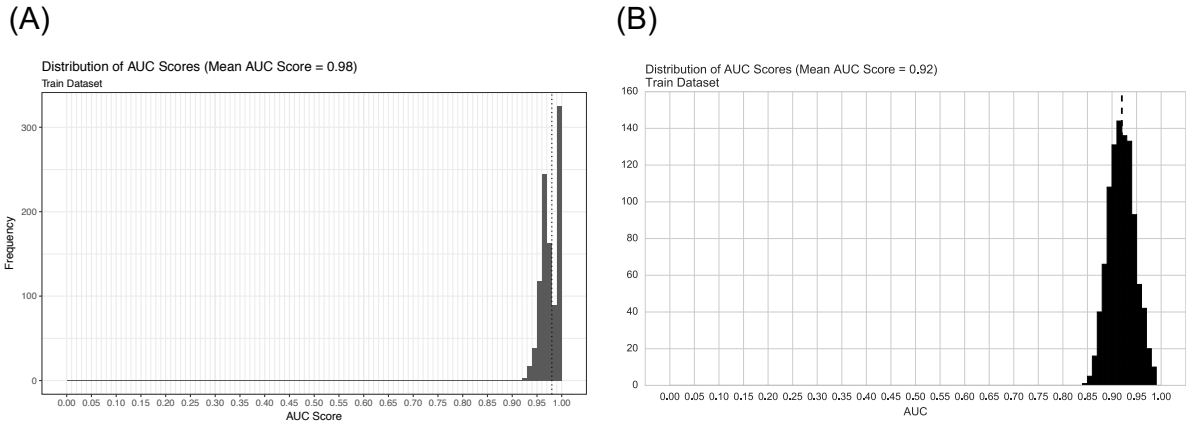 (A)
Distribution of AUC Scores (Mean AUC Score = 0.98)
Train Dataset
Frequency
300
200
100
0
0.00 0.05 0.10 0.15 0.20 0.25 0.30 0.35 0.40 0.45 0.50 0.55 0.60 0.65 0.70 0.75 0.80 0.85 0.90 0.95 1.00
AUC Score
(B)
Distribution of AUC Scores (Mean AUC Score = 0.92)
Train Dataset
160
140
120
100
80
60
40
20
0
0.00 0.05 0.10 0.15 0.20 0.25 0.30 0.35 0.40 0.45 0.50 0.55 0.60 0.65 0.70 0.75 0.80 0.85 0.90 0.95 1.00
AUC